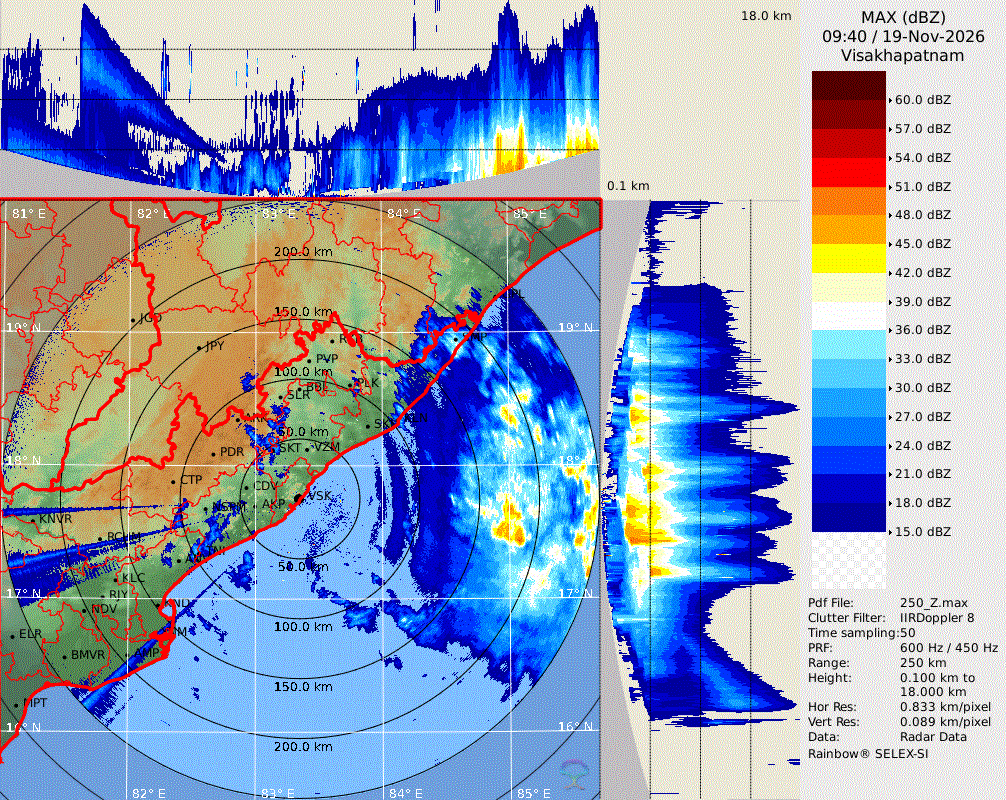 18.0 km
MAX (dBZ)
09:40 / 19-Nov-2026
Visakhapatnam
60.0 dBZ
57.0 dBZ
54.0 dBZ
51.0 dBZ
48.0 dBZ
45.0 dBZ
42.0 dBZ
39.0 dBZ
36.0 dBZ
33.0 dBZ
30.0 dBZ
27.0 dBZ
24.0 dBZ
21.0 dBZ
18.0 dBZ
15.0 dBZ
0.1 km
81° E
82° E
83° E
84° E
85° E
200.0 km
150.0 km
100.0 km
50.0 km
19° N
19° N
JGD
JPY
PVP
PLK
SLR
18° N
18° N
PDR
SKT
VZM
CTP
CDV
AKP
VSK
KNVR
50.0 km
KLC
RJY
17° N
17° N
NDV
100.0 km
ELR
BMVR
150.0 km
MPT
16° N
16° N
200.0 km
82° E
83° E
84° E
85° E
Pdf File: 250_Z.max
Clutter Filter: IIRDoppler 8
Time sampling:50
PRF: 600 Hz / 450 Hz
Range: 250 km
Height: 0.100 km to
18.000 km
Hor Res: 0.833 km/pixel
Vert Res: 0.089 km/pixel
Data: Radar Data
Rainbow® SELEX-SI